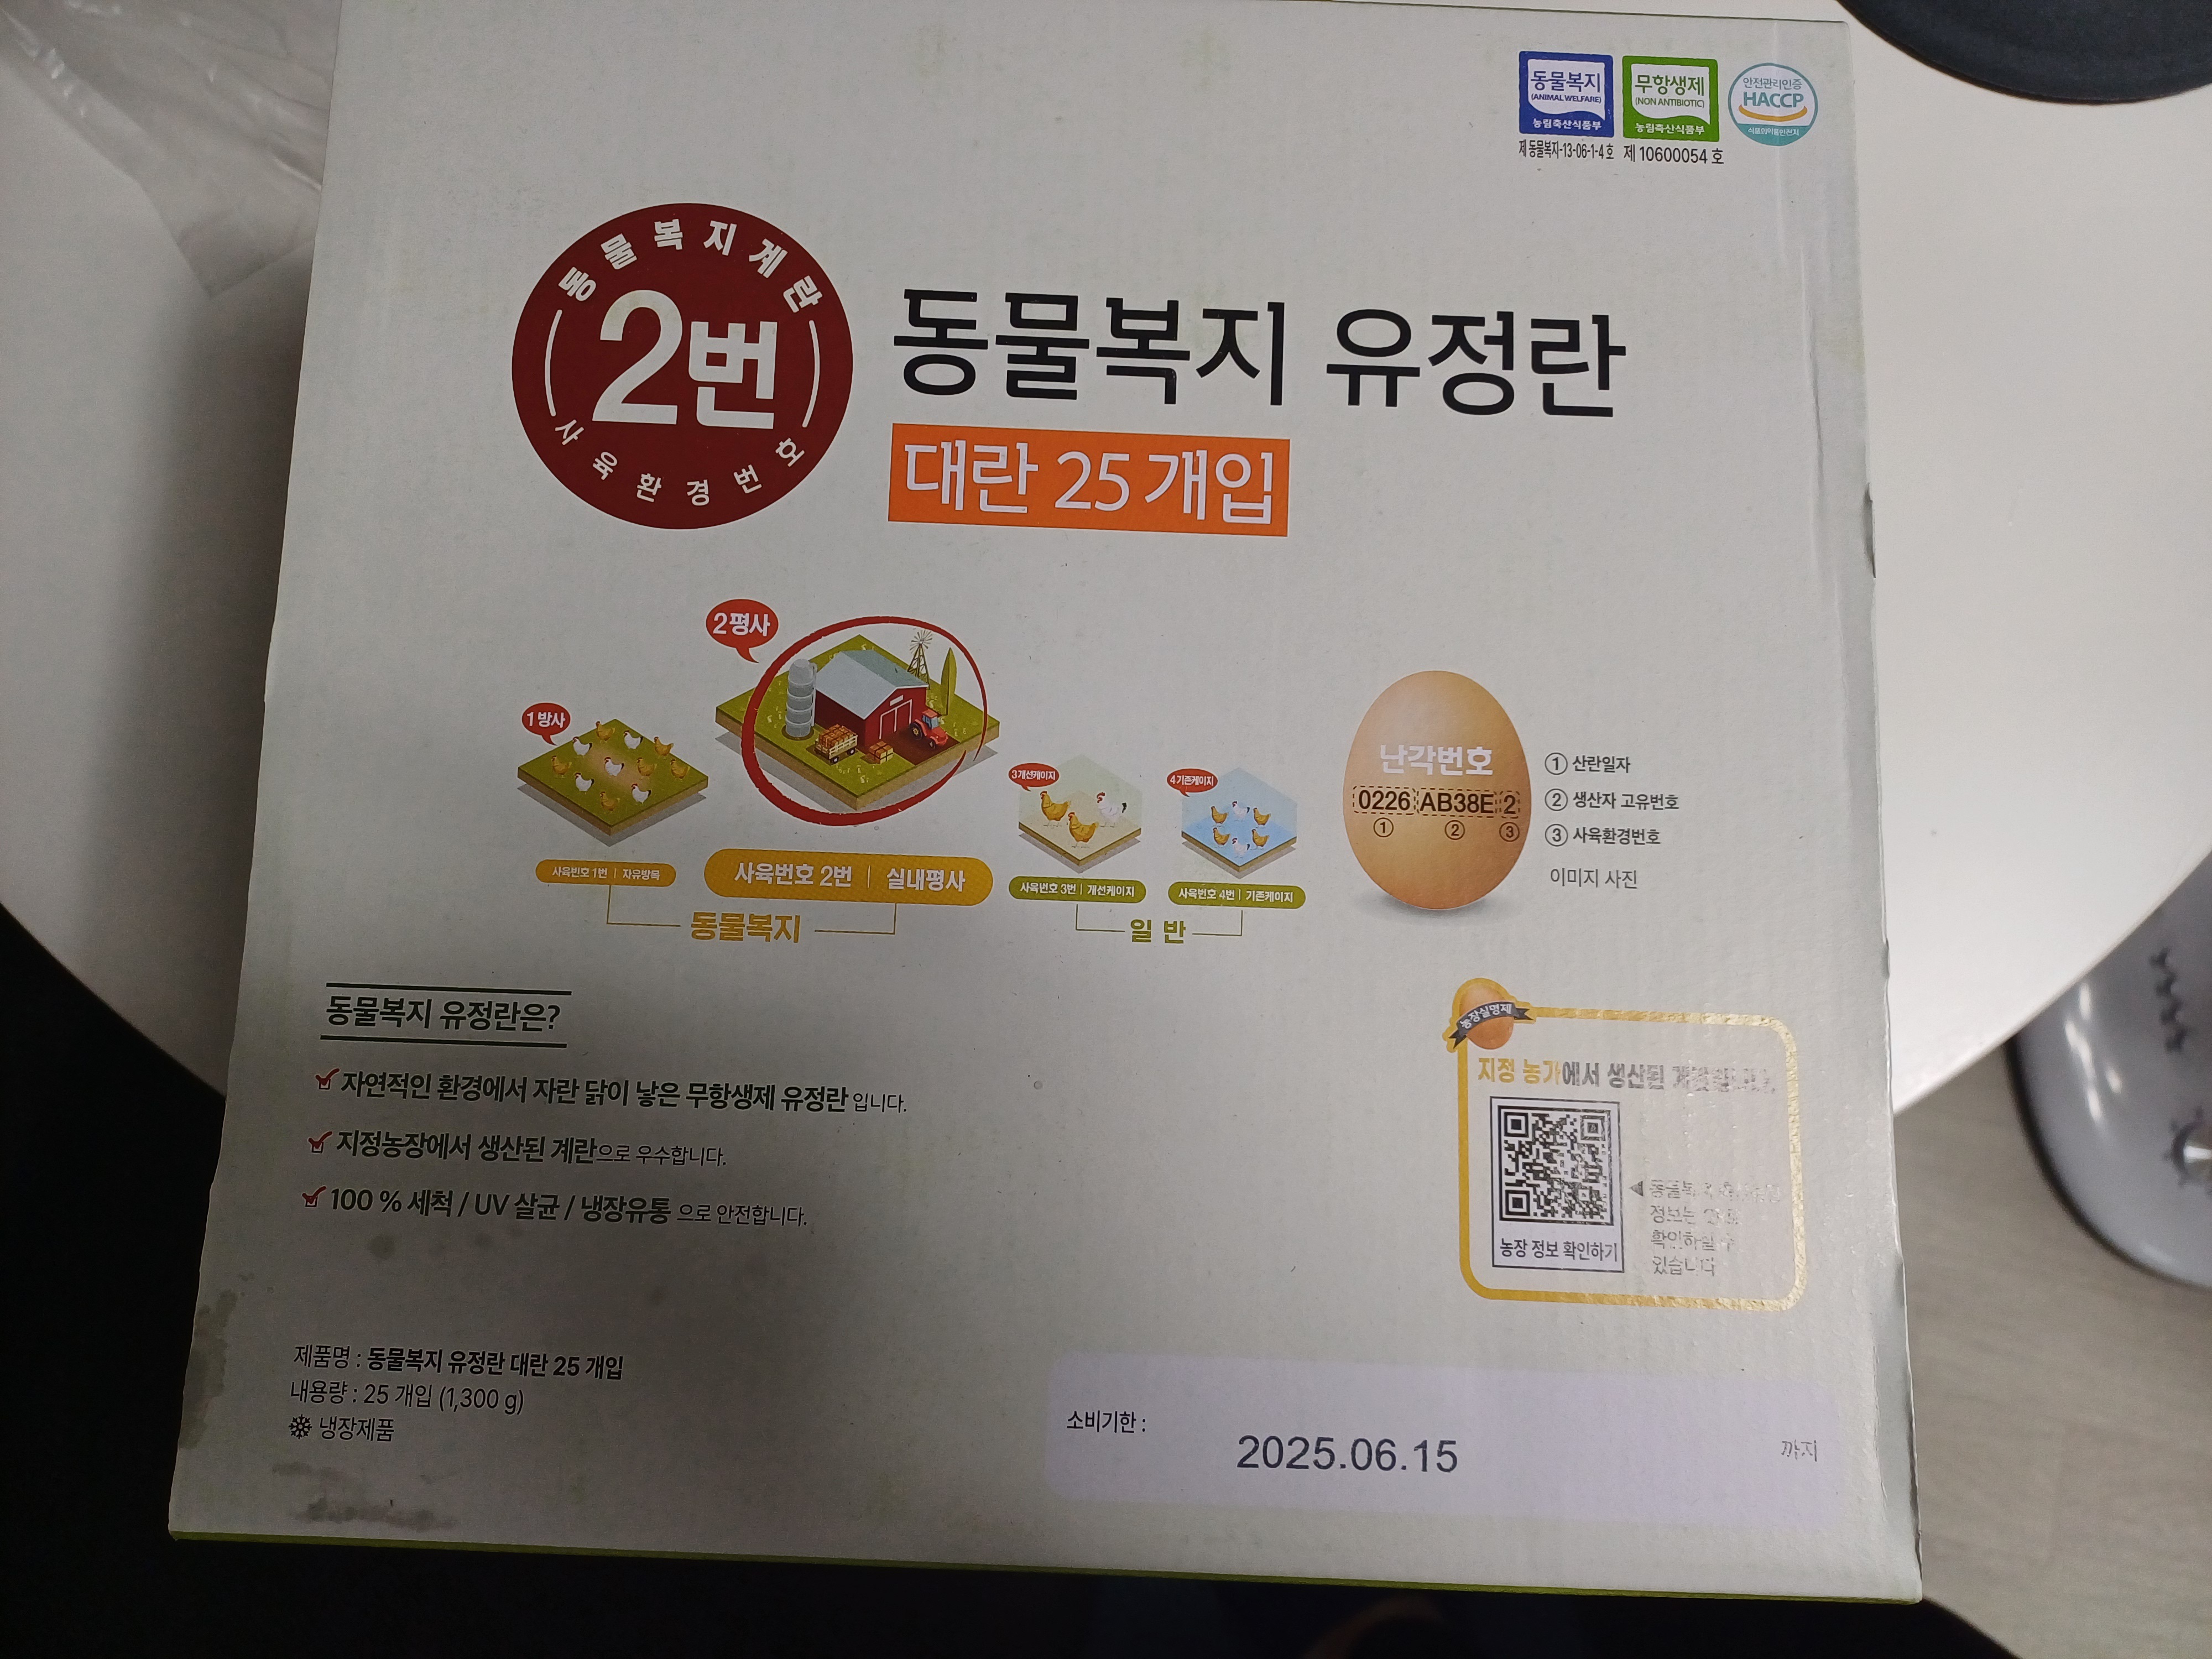 동물복지
(ANIMAL WELFARE)
농림축산식품부
제 동물복지-13-06-1-4 호
무항생제
(NON ANTIBIOTIC)
농림축산식품부
제 10600054 호
안전관리인증
HACCP
동물복지계란
2번
사육환경번호
동물복지 유정란
대란 25개입
1 방사
2 평사
3 개선케이지
4 기존케이지
사육번호 1번 | 자유방목
사육번호 2번 | 실내평사
사육번호 3번 | 개선케이지
사육번호 4번 | 기존케이지
동물복지
일 반
난각번호
0226 AB38E 2
① ② ③
① 산란일자
② 생산자 고유번호
③ 사육환경번호
이미지 사진
동물복지 유정란은?
자연적인 환경에서 자란 닭이 낳은 무항생제 유정란 입니다.
지정농장에서 생산된 계란으로 우수합니다.
100 % 세척 / UV 살균 / 냉장유통 으로 안전합니다.
농장실명제
지정 농가에서 생산된
농장 정보 확인하기
정보는
확인하실 수
있습니다
제품명 : 동물복지 유정란 대란 25 개입
내용량 : 25 개입 (1,300 g)
냉장제품
소비기한 :
2025.06.15
까지